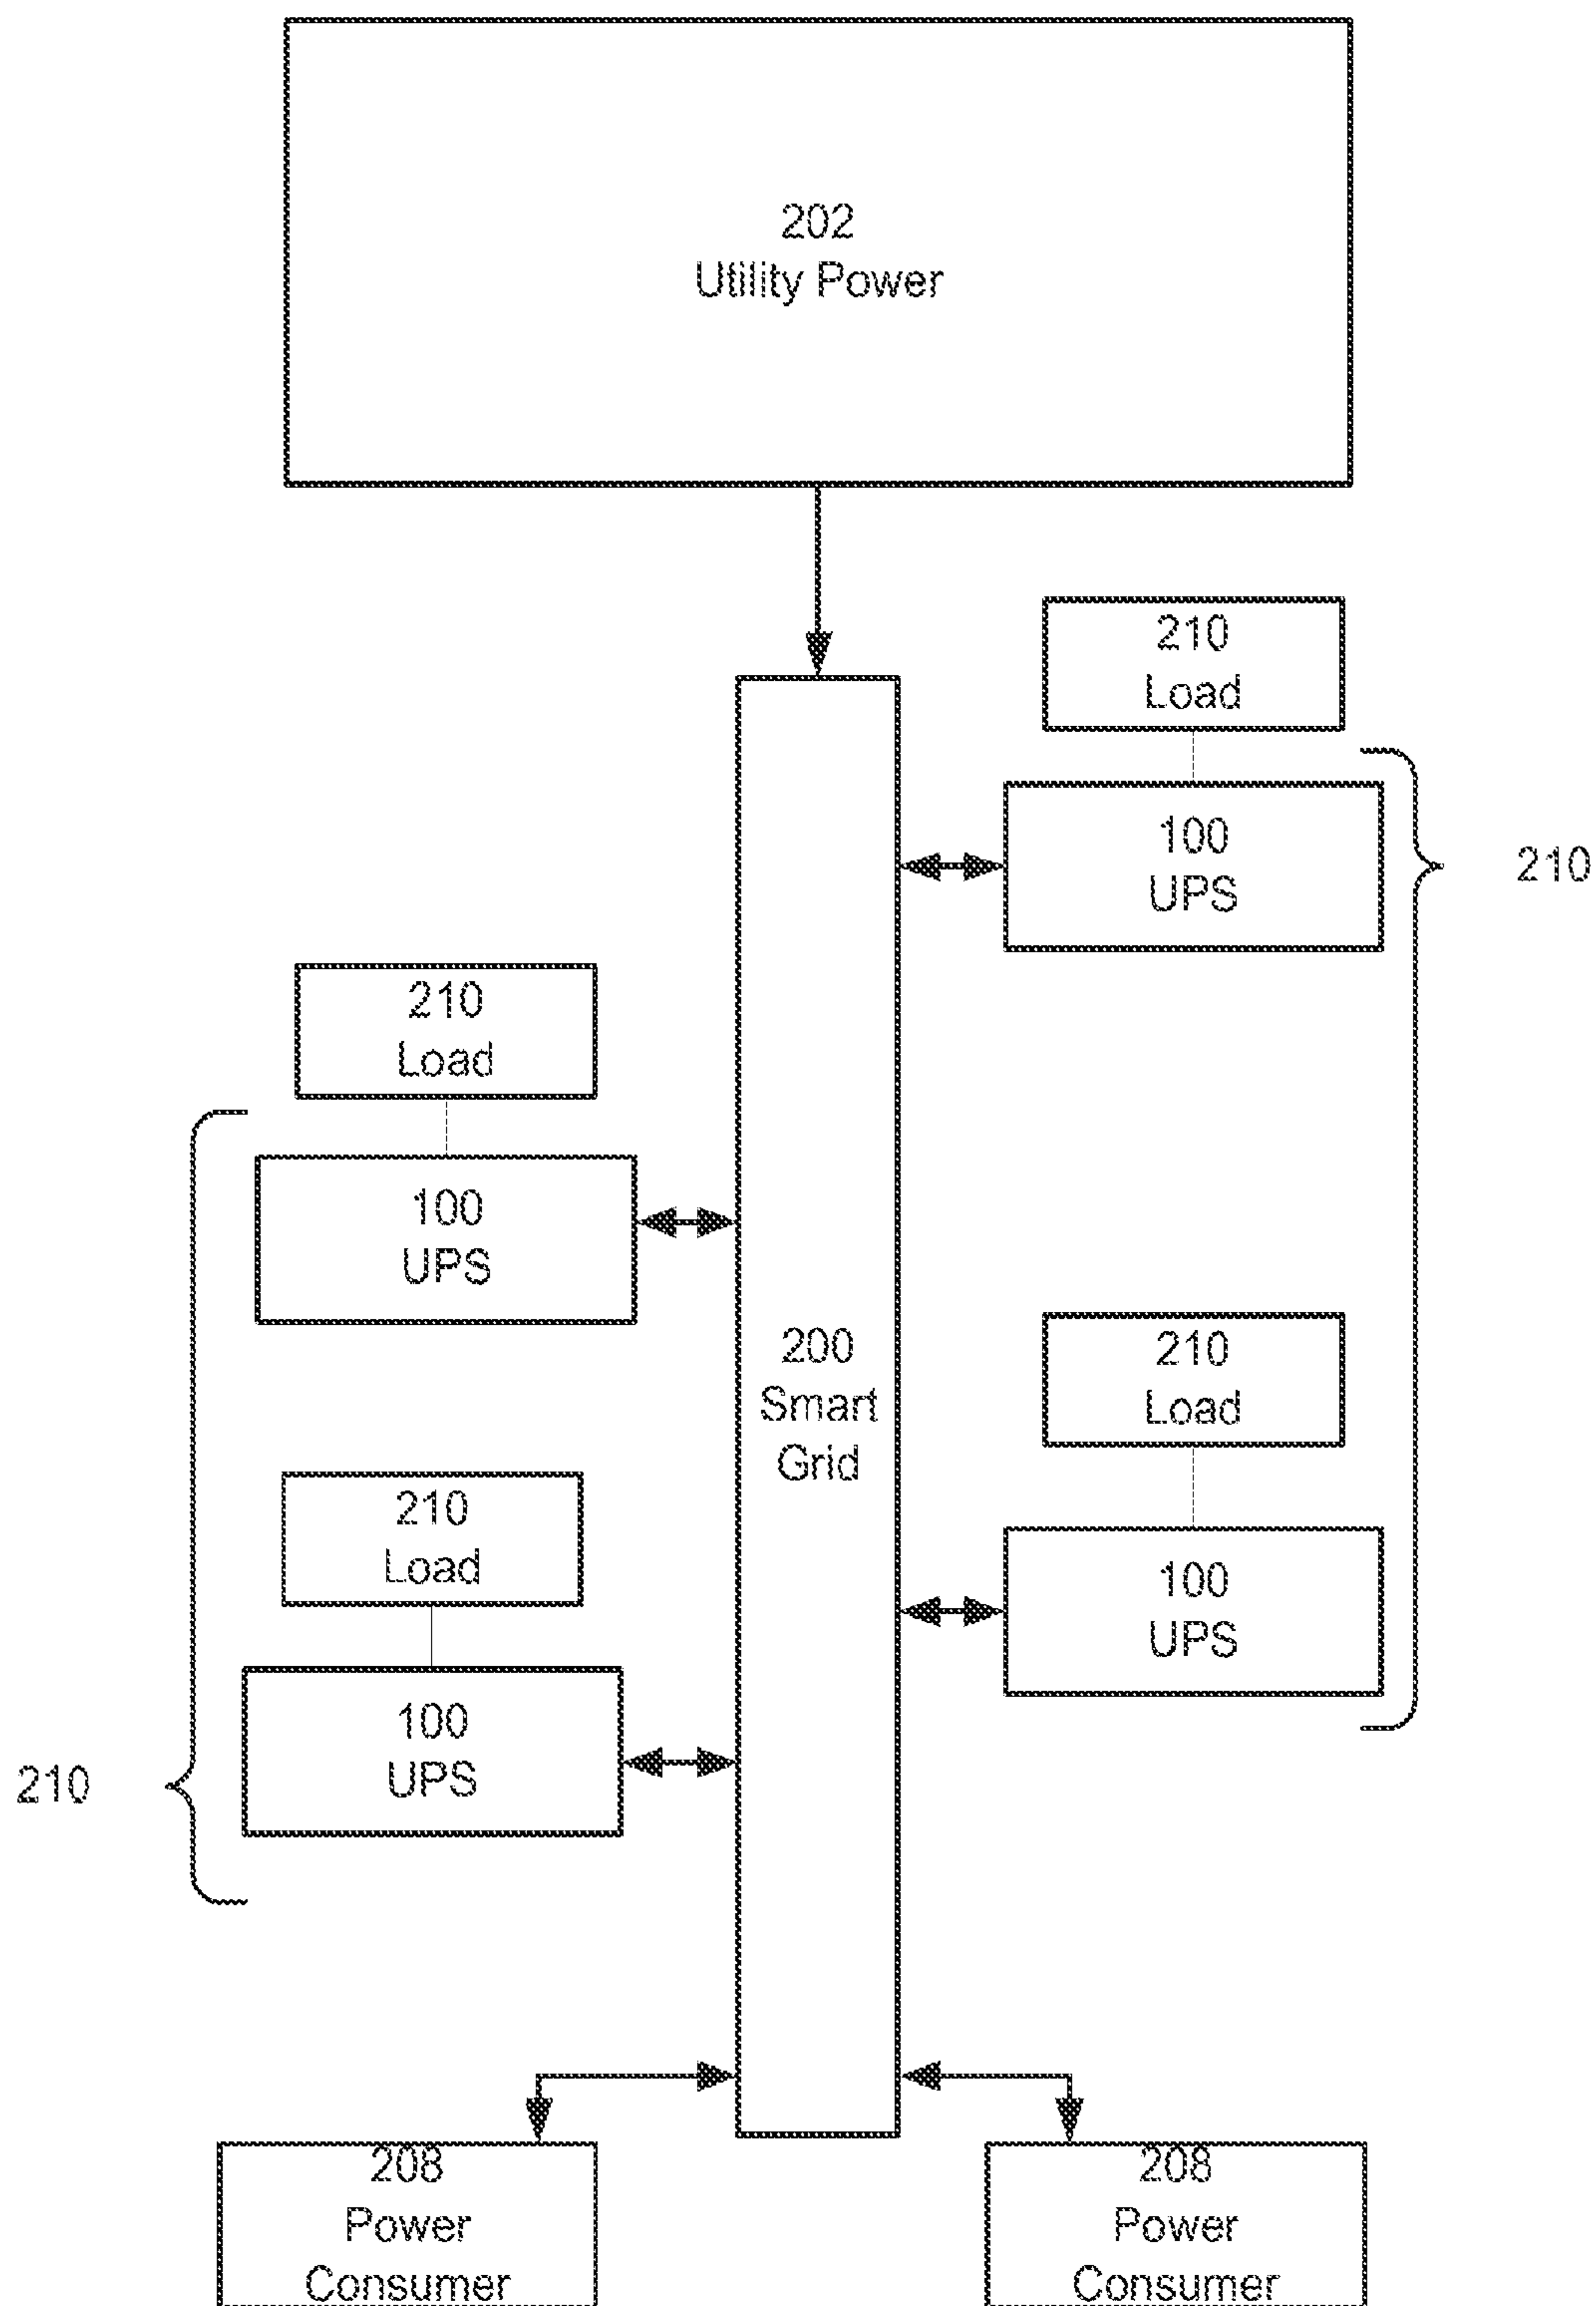 202
Utility Power
210
Load
100
UPS
210
210
Load
100
UPS
200
Smart
Grid
210
Load
210
Load
100
UPS
100
UPS
210
208
Power
Consumer
208
Power
Consumer